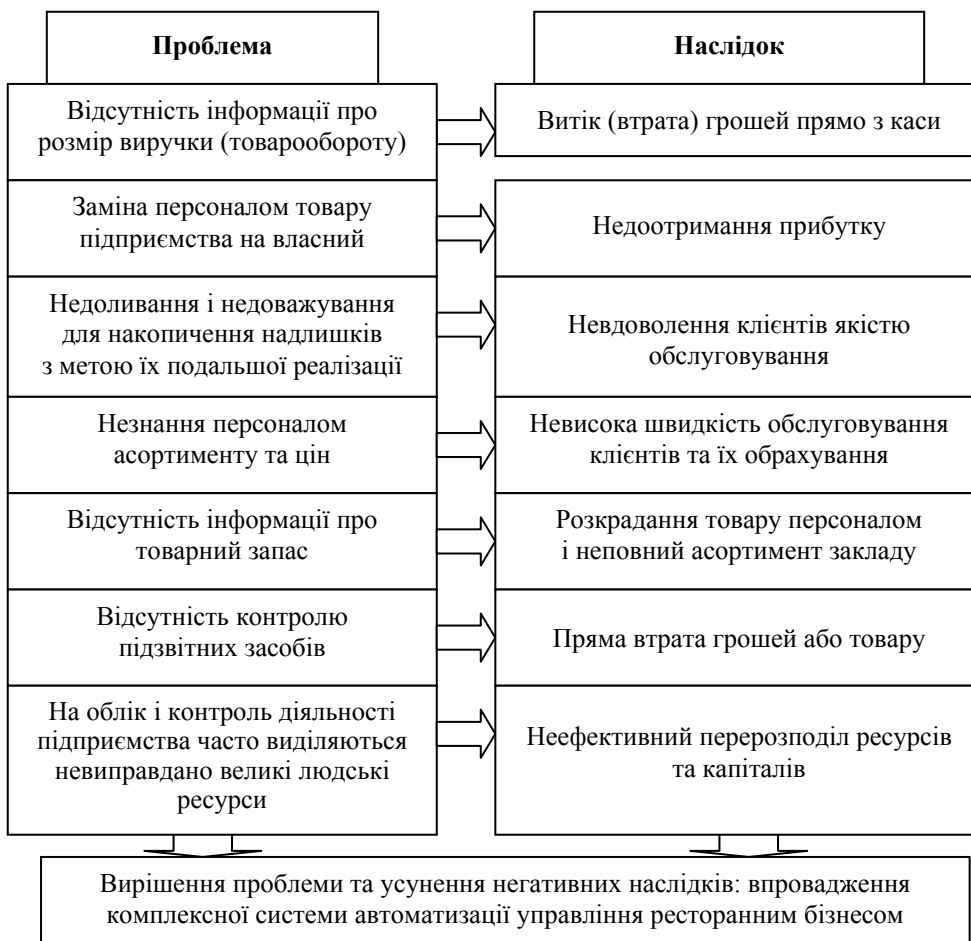 Проблема
Наслідок
Відсутність інформації про
розмір виручки (товарообороту)
Витік (втрата) грошей прямо з каси
Заміна персоналом товару
підприємства на власний
Недоотримання прибутку
Недоливання і недоважування
для накопичення надлишків
з метою їх подальшої реалізації
Невдоволення клієнтів якістю
обслуговування
Незнання персоналом
асортименту та цін
Невисока швидкість обслуговування
клієнтів та їх обрахування
Відсутність інформації про
товарний запас
Розкрадання товару персоналом
і неповний асортимент закладу
Відсутність контролю
підзвітних засобів
Пряма втрата грошей або товару
На облік і контроль діяльності
підприємства часто виділяються
невиправдано великі людські
ресурси
Неефективний перерозподіл ресурсів
та капіталів
Вирішення проблеми та усунення негативних наслідків: впровадження
комплексної системи автоматизації управління ресторанним бізнесом